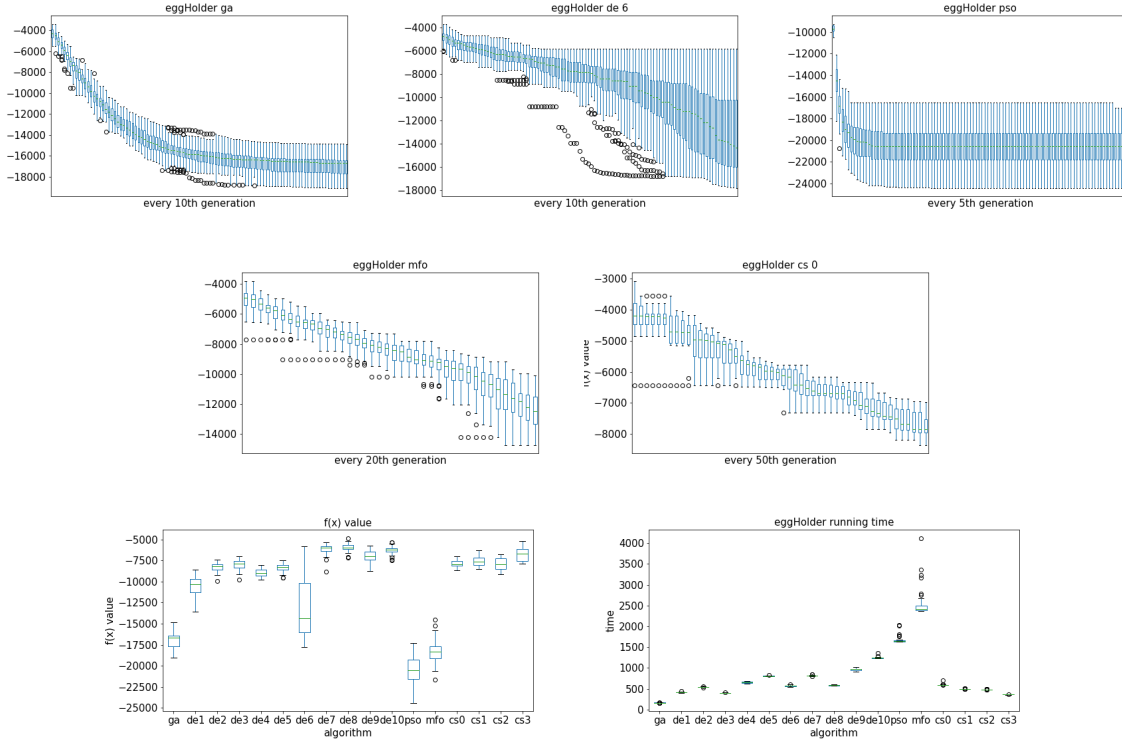 eggHolder ga
−4000
−6000
−8000
−10000
−12000
−14000
−16000
−18000
every 10th generation
eggHolder de 6
−4000
−6000
−8000
−10000
−12000
−14000
−16000
−18000
every 10th generation
eggHolder pso
−10000
−12000
−14000
−16000
−18000
−20000
−22000
−24000
every 5th generation
eggHolder mfo
−4000
−6000
−8000
−10000
−12000
−14000
every 20th generation
eggHolder cs 0
−3000
−4000
−5000
−6000
−7000
−8000
f(x) value
every 50th generation
f(x) value
−5000
−7500
−10000
−12500
−15000
−17500
−20000
−22500
−25000
f(x) value
ga de1 de2 de3 de4 de5 de6 de7 de8 de9 de10 pso mfo cs0 cs1 cs2 cs3
algorithm
eggHolder running time
4000
3500
3000
2500
2000
1500
1000
500
0
time
ga de1 de2 de3 de4 de5 de6 de7 de8 de9 de10 pso mfo cs0 cs1 cs2 cs3
algorithm